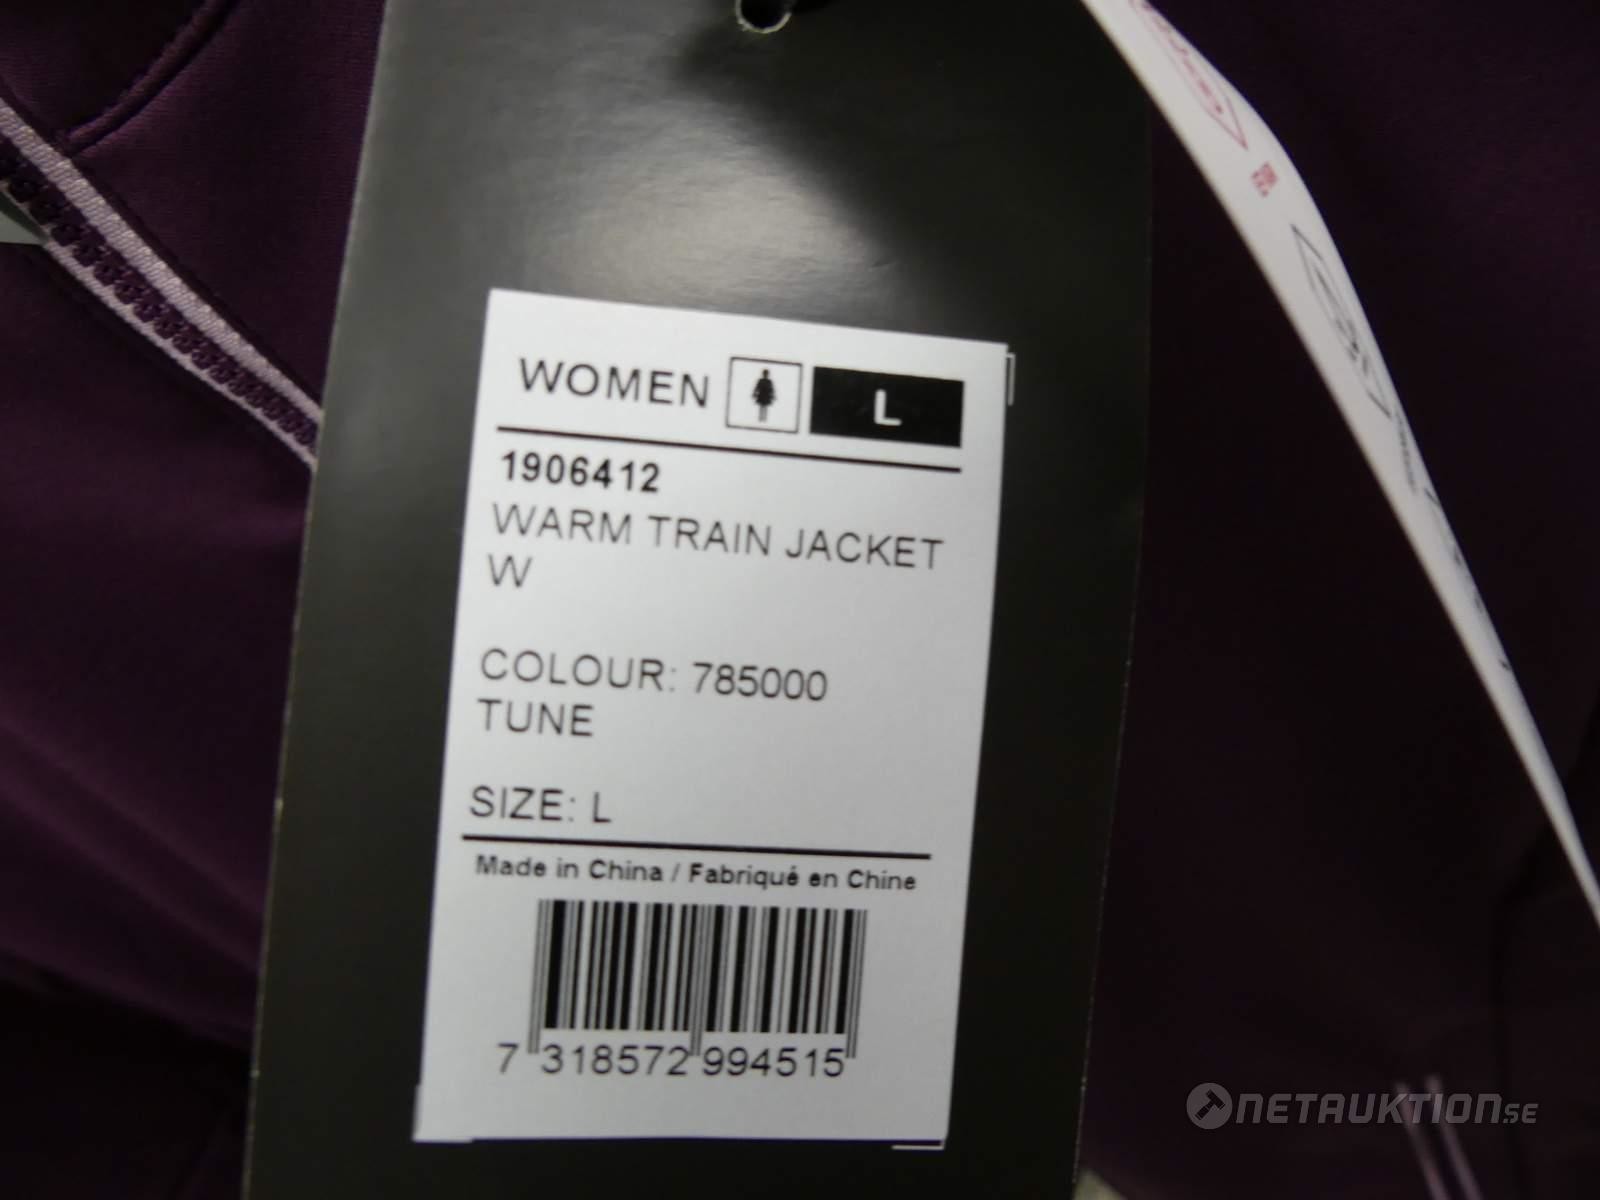 WOMEN L
1906412
WARM TRAIN JACKET
W
COLOUR: 785000
TUNE
SIZE: L
Made in China / Fabriqué en Chine
7 318572 994515
NETAUKTION.SE